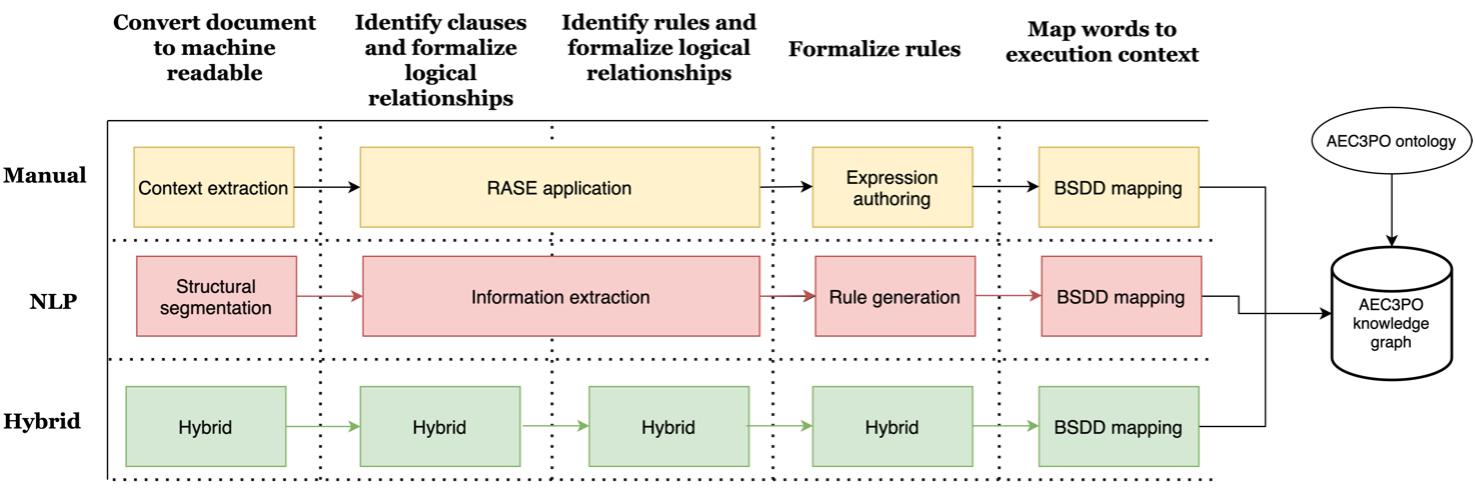 Convert document
to machine
readable
Identify clauses
and formalize
logical
relationships
Identify rules and
formalize logical
relationships
Formalize rules
Map words to
execution context
Manual
Context extraction
RASE application
Expression
authoring
BSDD mapping
AEC3PO ontology
NLP
Structural
segmentation
Information extraction
Rule generation
BSDD mapping
AEC3PO
knowledge
graph
Hybrid
Hybrid
Hybrid
Hybrid
Hybrid
BSDD mapping